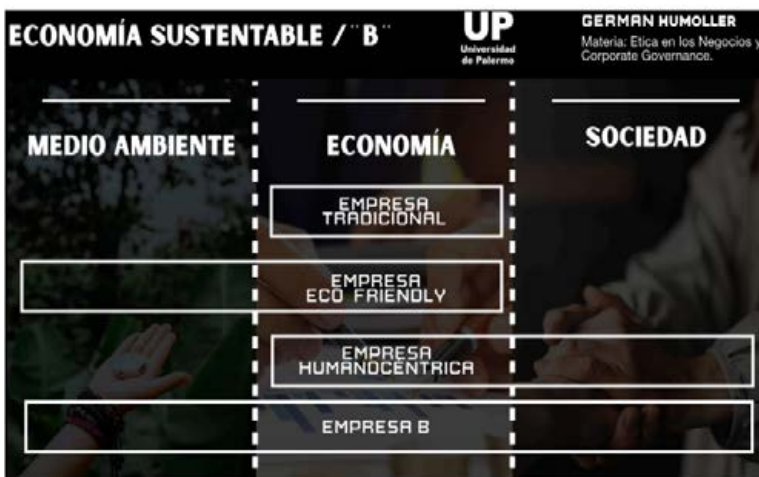 ECONOMÍA SUSTENTABLE / ¨B¨
UP
Universidad
de Palermo
GERMAN HUMOLLER
Materia: Etica en los Negocios y
Corporate Governance.
MEDIO AMBIENTE
ECONOMÍA
SOCIEDAD
EMPRESA
TRADICIONAL
EMPRESA
ECO FRIENDLY
EMPRESA
HUMANOCÉNTRICA
EMPRESA B